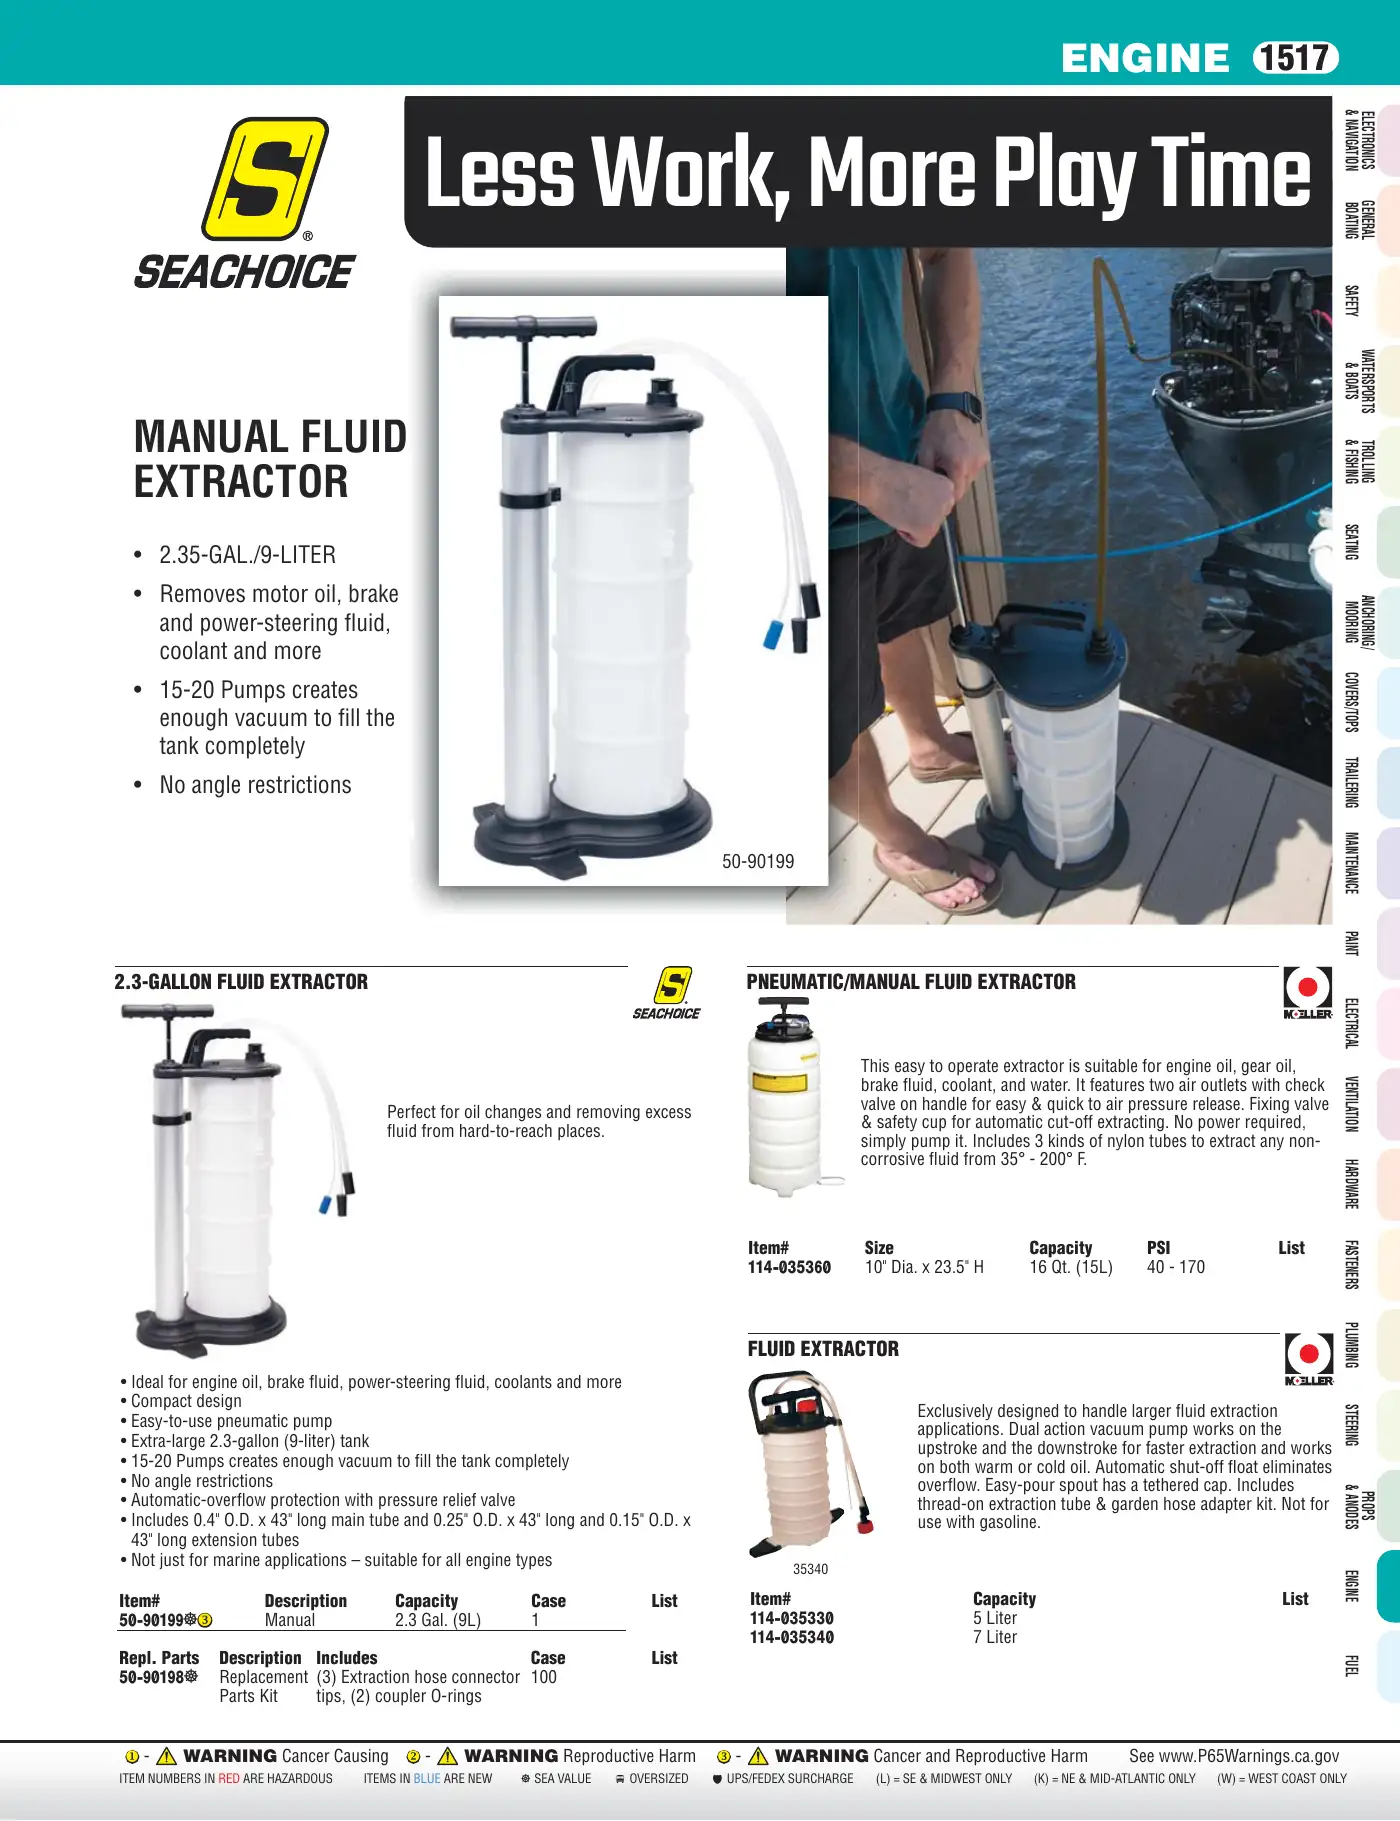 ENGINE 1517
SEACHOICE®
Less Work, More Play Time
MANUAL FLUID
EXTRACTOR
• 2.35-GAL./9-LITER
• Removes motor oil, brake
and power-steering fluid,
coolant and more
• 15-20 Pumps creates
enough vacuum to fill the
tank completely
• No angle restrictions
50-90199
2.3-GALLON FLUID EXTRACTOR
SEACHOICE
Perfect for oil changes and removing excess
fluid from hard-to-reach places.
• Ideal for engine oil, brake fluid, power-steering fluid, coolants and more
• Compact design
• Easy-to-use pneumatic pump
• Extra-large 2.3-gallon (9-liter) tank
• 15-20 Pumps creates enough vacuum to fill the tank completely
• No angle restrictions
• Automatic-overflow protection with pressure relief valve
• Includes 0.4" O.D. x 43" long main tube and 0.25" O.D. x 43" long and 0.15" O.D. x
43" long extension tubes
• Not just for marine applications – suitable for all engine types
Item# Description Capacity Case List
50-90199 3 Manual 2.3 Gal. (9L) 1
Repl. Parts Description Includes Case List
50-90198 Replacement (3) Extraction hose connector 100
Parts Kit tips, (2) coupler O-rings
PNEUMATIC/MANUAL FLUID EXTRACTOR
MOELLER
This easy to operate extractor is suitable for engine oil, gear oil,
brake fluid, coolant, and water. It features two air outlets with check
valve on handle for easy & quick to air pressure release. Fixing valve
& safety cup for automatic cut-off extracting. No power required,
simply pump it. Includes 3 kinds of nylon tubes to extract any non-
corrosive fluid from 35° - 200° F.
Item# Size Capacity PSI List
114-035360 10" Dia. x 23.5" H 16 Qt. (15L) 40 - 170
FLUID EXTRACTOR
MOELLER
Exclusively designed to handle larger fluid extraction
applications. Dual action vacuum pump works on the
upstroke and the downstroke for faster extraction and works
on both warm or cold oil. Automatic shut-off float eliminates
overflow. Easy-pour spout has a tethered cap. Includes
thread-on extraction tube & garden hose adapter kit. Not for
use with gasoline.
35340
Item# Capacity List
114-035330 5 Liter
114-035340 7 Liter
ELECTRONICS
& NAVIGATION
GENERAL
BOATING
SAFETY
WATERSPORTS
& BOATS
TROLLING
& FISHING
SEATING
ANCHORING/
MOORING
COVERS/TOPS
TRAILERING
MAINTENANCE
PAINT
ELECTRICAL
VENTILATION
HARDWARE
FASTENERS
PLUMBING
STEERING
PROPS
& ANODES
ENGINE
FUEL
1 - WARNING Cancer Causing 2 - WARNING Reproductive Harm 3 - WARNING Cancer and Reproductive Harm See www.P65Warnings.ca.gov
ITEM NUMBERS IN RED ARE HAZARDOUS ITEMS IN BLUE ARE NEW SEA VALUE OVERSIZED UPS/FEDEX SURCHARGE (L) = SE & MIDWEST ONLY (K) = NE & MID-ATLANTIC ONLY (W) = WEST COAST ONLY